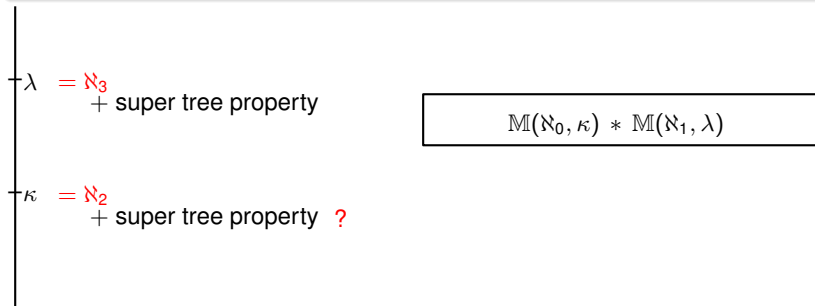 λ = ℵ₃
+ super tree property
𝕄(ℵ₀, κ) ∗ 𝕄(ℵ₁, λ)
κ = ℵ₂
+ super tree property ?